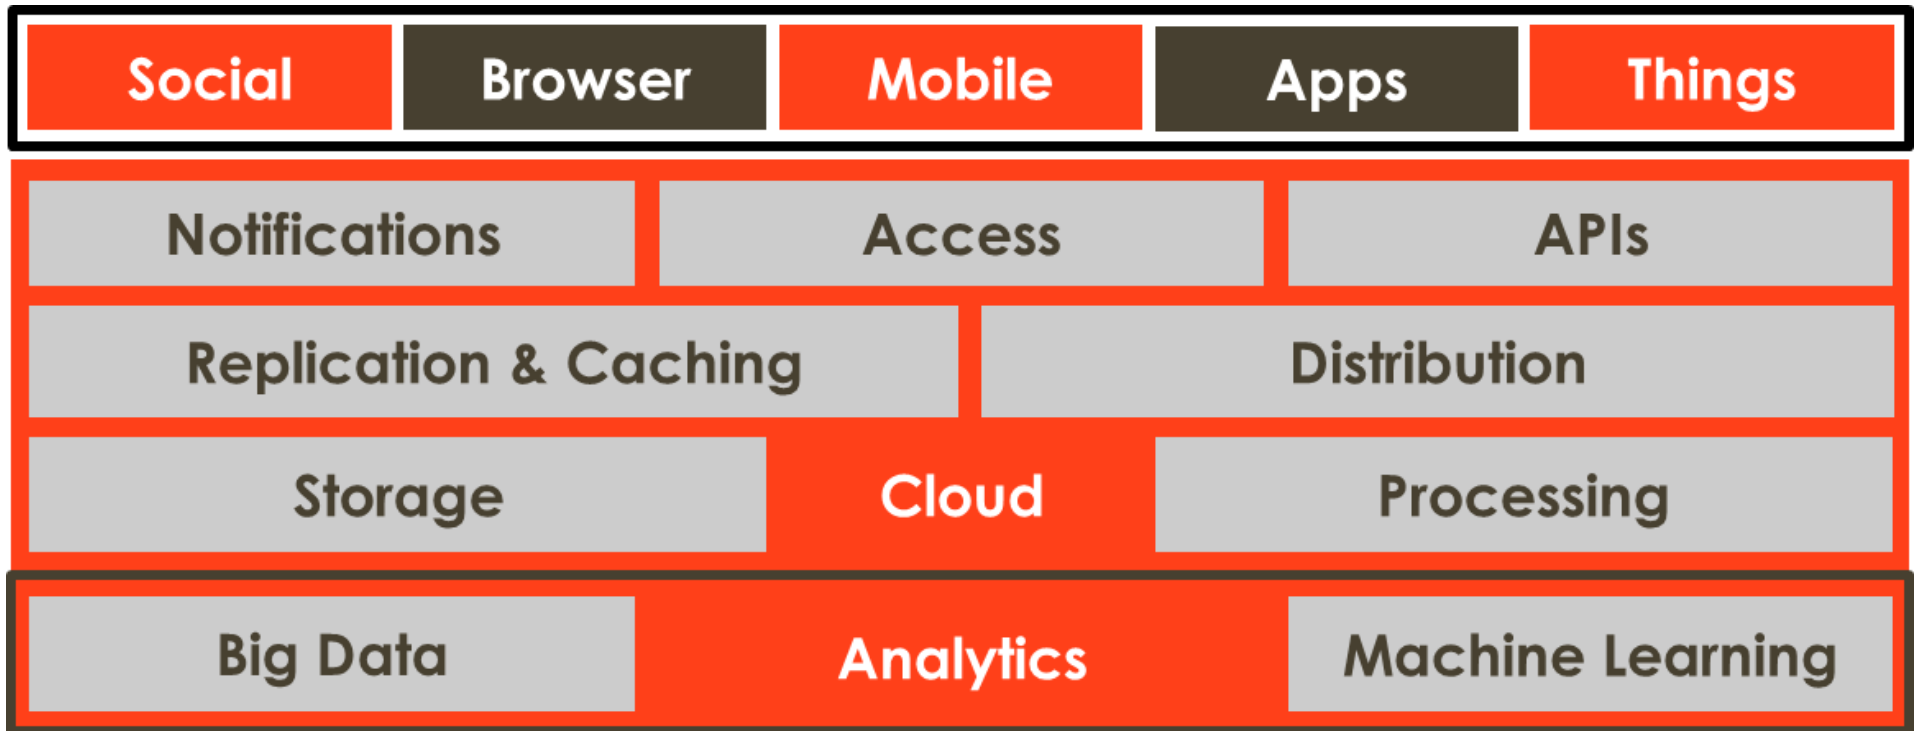 Social Browser Mobile Apps Things
Notifications Access APIs
Replication & Caching Distribution
Storage Cloud Processing
Big Data Analytics Machine Learning